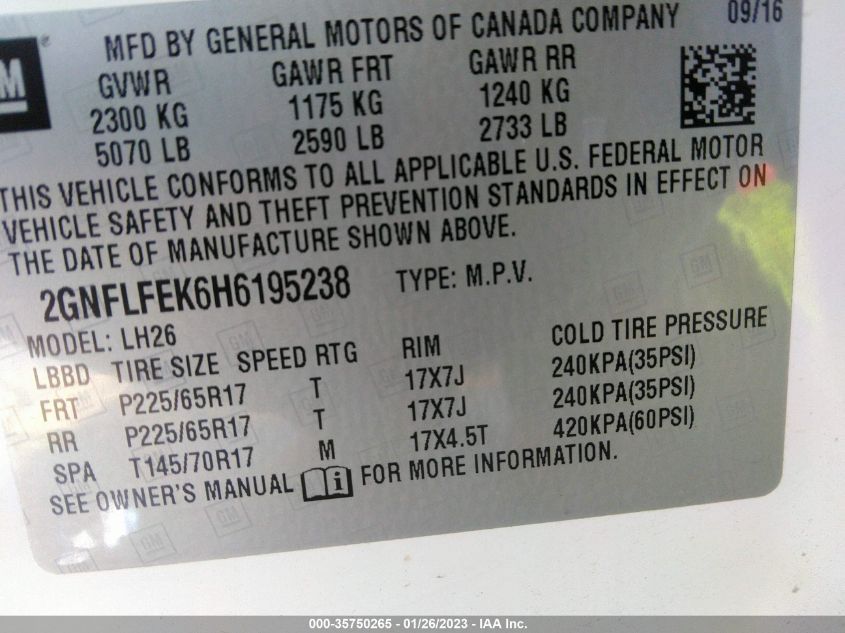 GM ®
MFD BY GENERAL MOTORS OF CANADA COMPANY 09/16
GVWR GAWR FRT GAWR RR
2300 KG 1175 KG 1240 KG
5070 LB 2590 LB 2733 LB
THIS VEHICLE CONFORMS TO ALL APPLICABLE U.S. FEDERAL MOTOR
VEHICLE SAFETY AND THEFT PREVENTION STANDARDS IN EFFECT ON
THE DATE OF MANUFACTURE SHOWN ABOVE.
2GNFLFEK6H6195238 TYPE: M.P.V.
MODEL: LH26
LBBD TIRE SIZE SPEED RTG RIM COLD TIRE PRESSURE
FRT P225/65R17 T 17X7J 240KPA(35PSI)
RR P225/65R17 T 17X7J 240KPA(35PSI)
SPA T145/70R17 M 17X4.5T 420KPA(60PSI)
SEE OWNER'S MANUAL i FOR MORE INFORMATION.
000-35750265 - 01/26/2023 - IAA Inc.